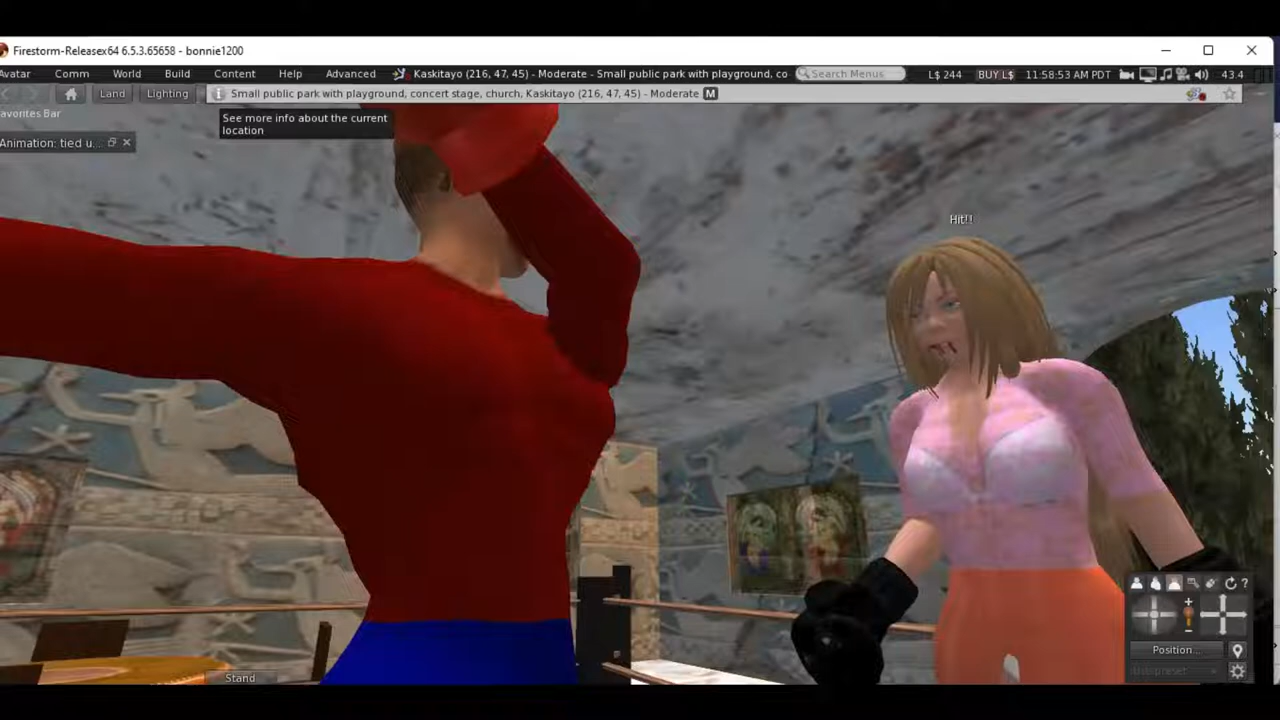 Firestorm-Releasex64 6.5.3.65658 - bonnie1200
Avatar Comm World Build Content Help Advanced Kaskitayo (216, 47, 45) - Moderate - Small public park with playground, co Search Menus L$ 244 BUY L$ 11:58:53 AM PDT 43.4
Land Lighting Small public park with playground, concert stage, church, Kaskitayo (216, 47, 45) - Moderate M
avorites Bar
See more info about the current
location
Animation: tied u...
Hit!!
?
Position...
Stand